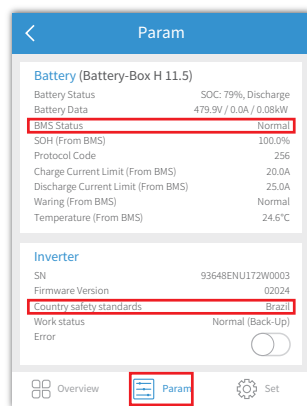 Param
Battery (Battery-Box H 11.5)
Battery Status SOC: 79%, Discharge
Battery Data 479.9V / 0.0A / 0.08kW
BMS Status Normal
SOH (From BMS) 100.0%
Protocol Code 256
Charge Current Limit (From BMS) 20.0A
Discharge Current Limit (From BMS) 25.0A
Waring (From BMS) Normal
Temperature (From BMS) 24.6°C
Inverter
SN 93648ENU172W0003
Firmware Version 02024
Country safety standards Brazil
Work status Normal (Back-Up)
Error
Overview Param Set